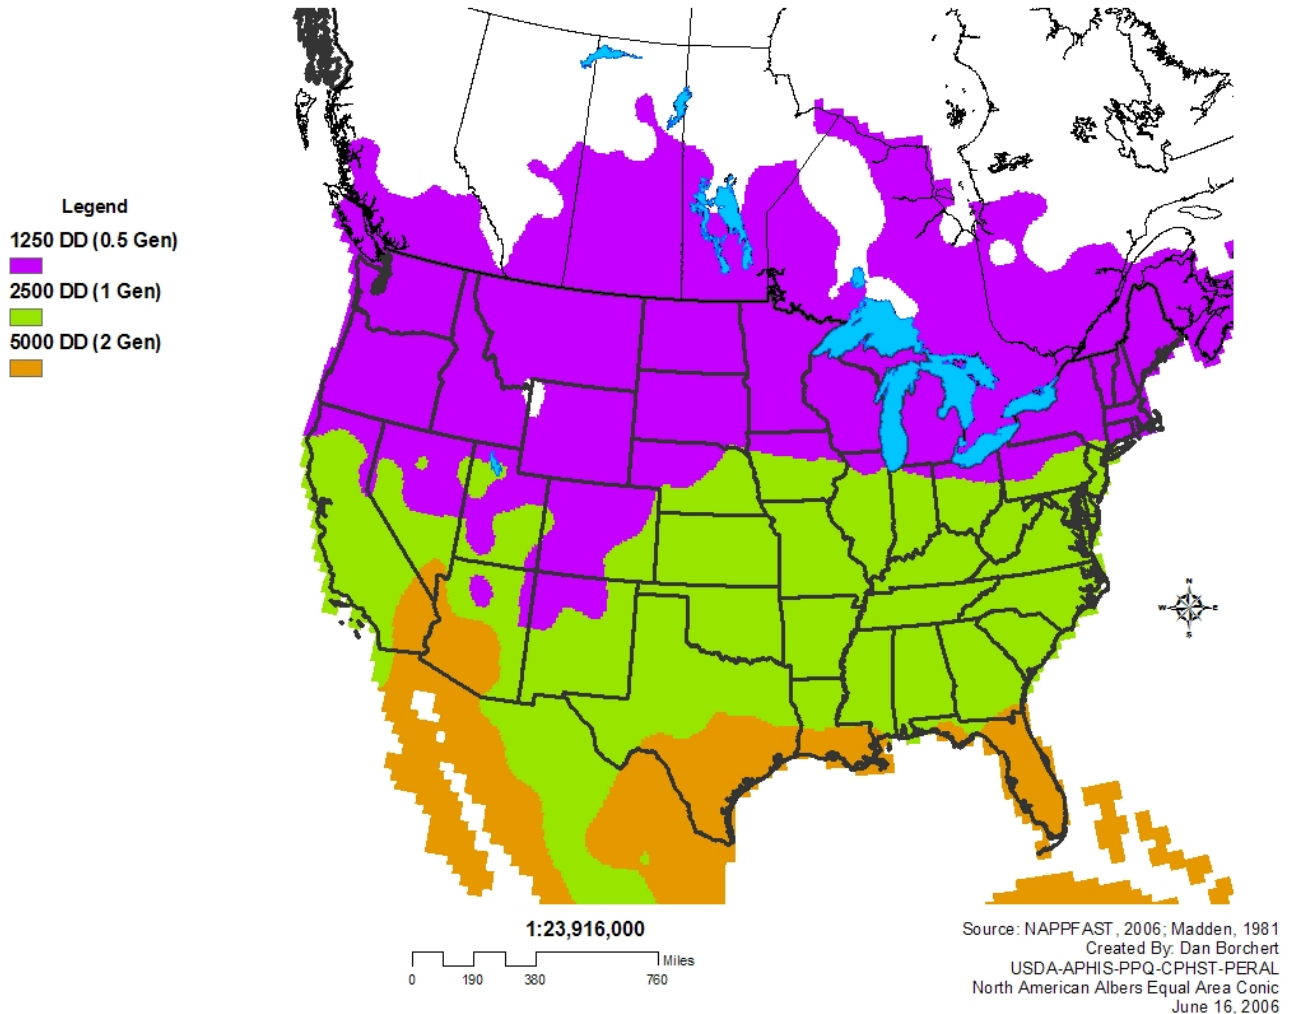 Legend
1250 DD (0.5 Gen)
2500 DD (1 Gen)
5000 DD (2 Gen)
N
W E
S
1:23,916,000
Miles
0 190 380 760
Source: NAPPFAST, 2006; Madden, 1981
Created By: Dan Borchert
USDA-APHIS-PPQ-CPHST-PERAL
North American Albers Equal Area Conic
June 16, 2006